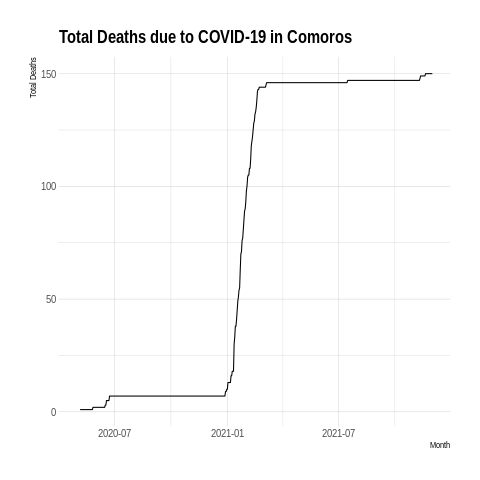 Total Deaths due to COVID-19 in Comoros
Total Deaths
150
100
50
0
2020-07 2021-01 2021-07
Month